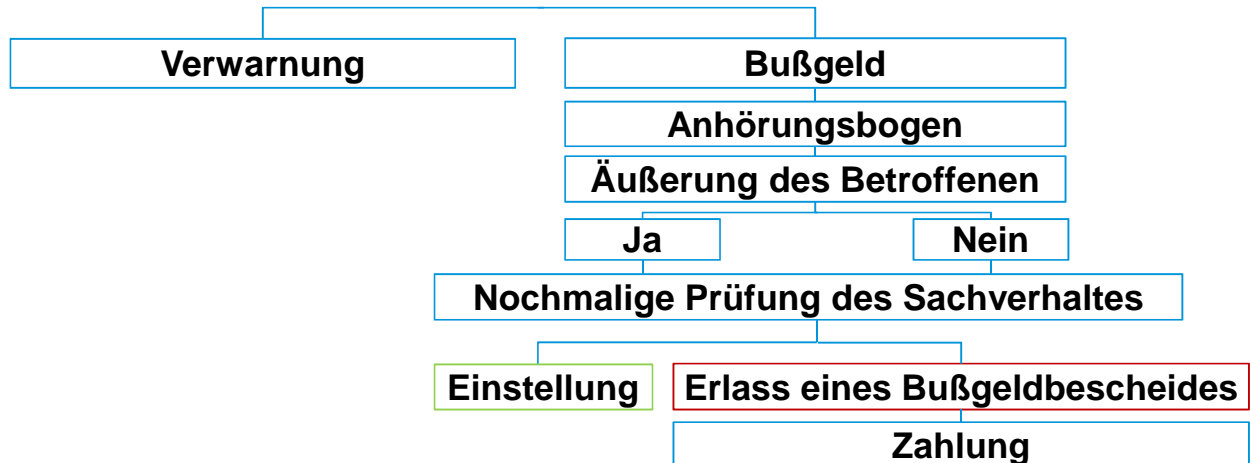 Verwarnung
Bußgeld
Anhörungsbogen
Äußerung des Betroffenen
Ja
Nein
Nochmalige Prüfung des Sachverhaltes
Einstellung
Erlass eines Bußgeldbescheides
Zahlung